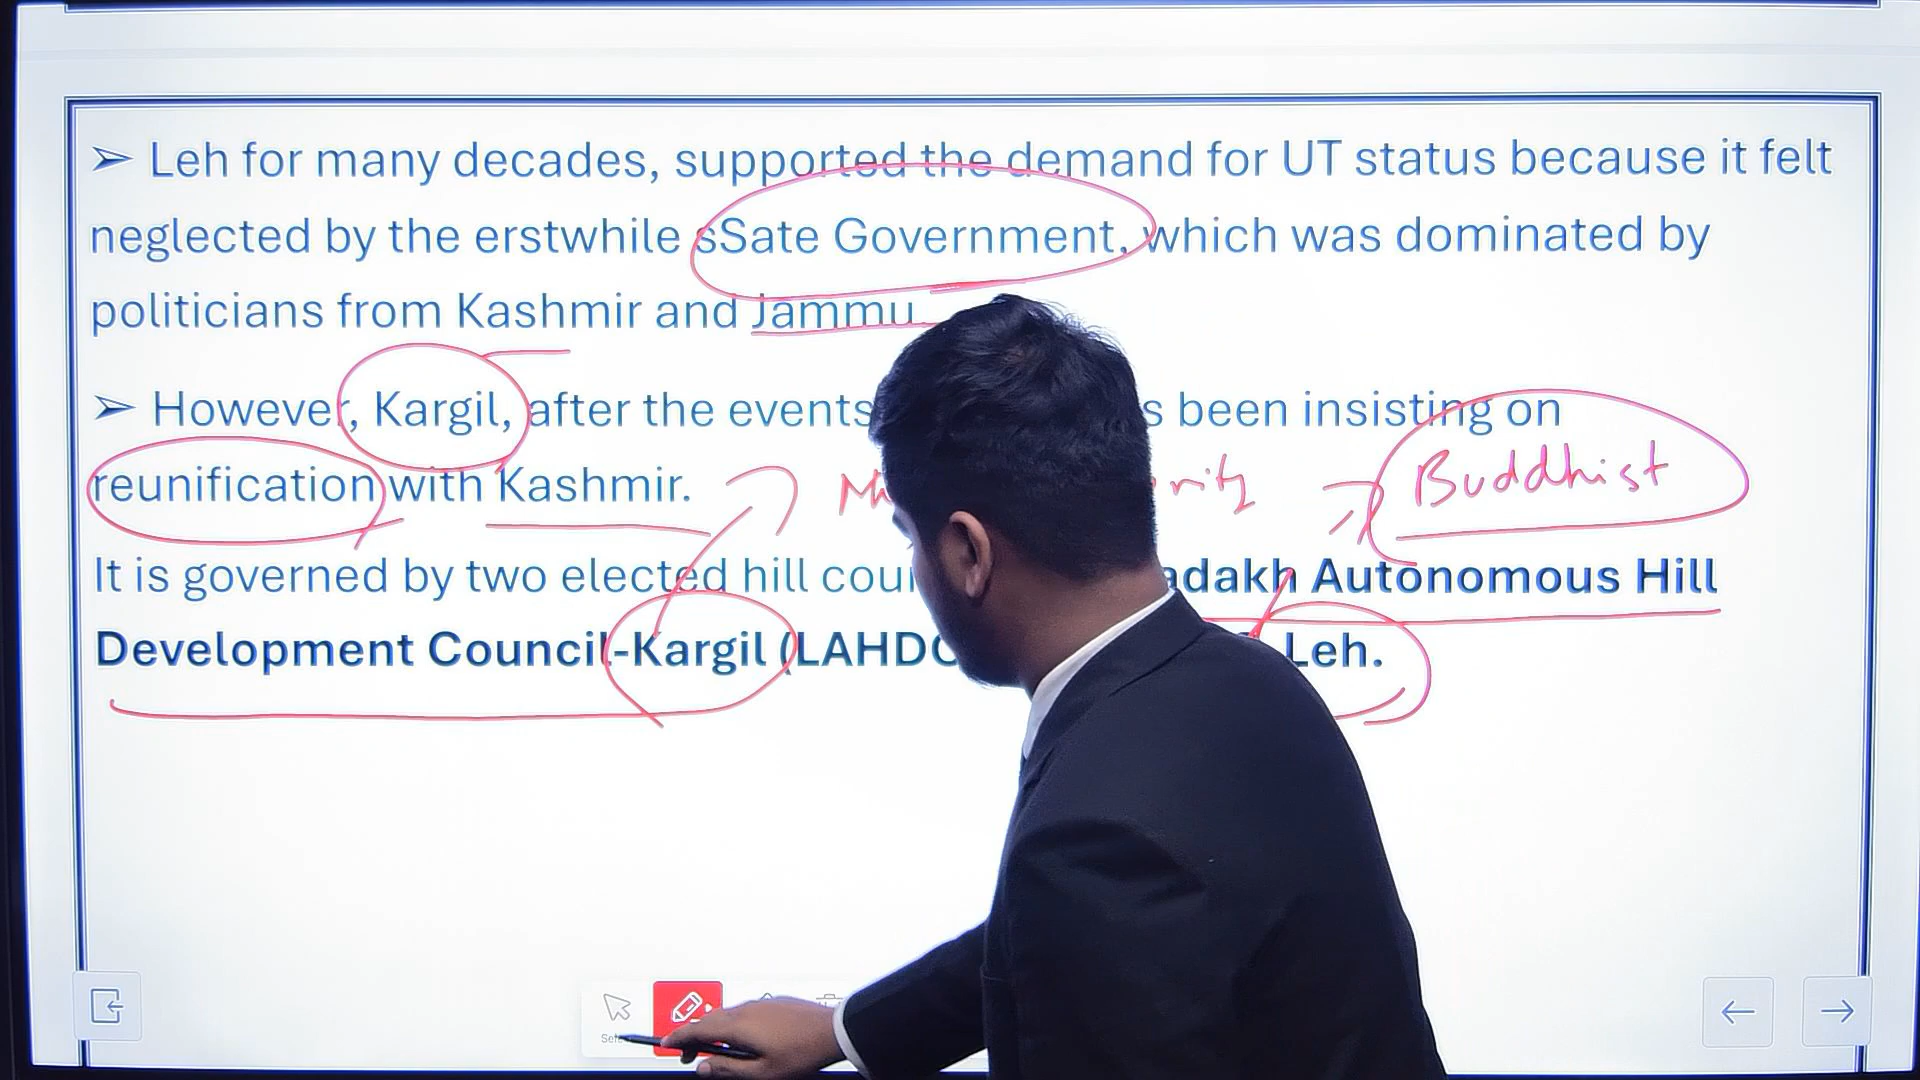 ➢ Leh for many decades, supported the demand for UT status because it felt
neglected by the erstwhile sSate Government, which was dominated by
politicians from Kashmir and Jammu.
➢ However, Kargil, after the events s been insisting on
reunification with Kashmir.
Buddhist
It is governed by two elected hill Autonomous Hill
Development Council-Kargil (LAHDC Leh.